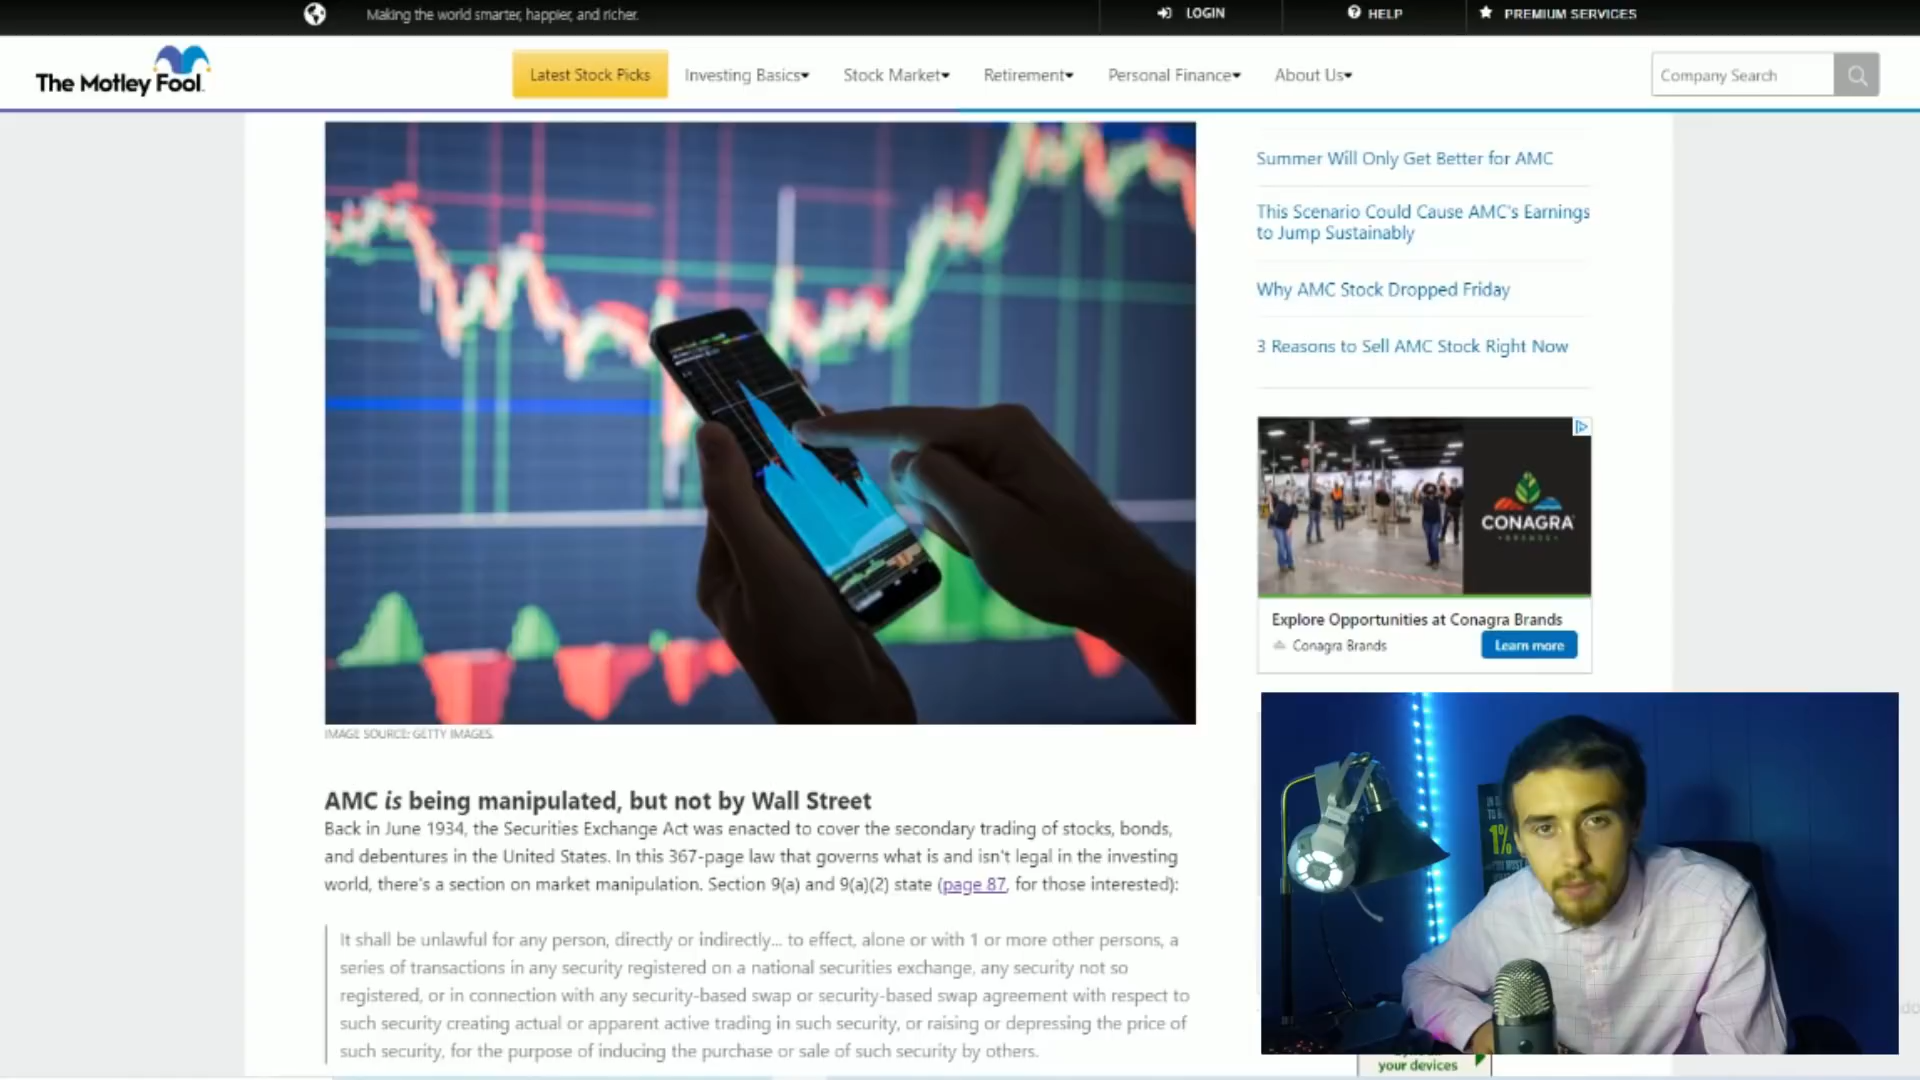 Making the world smarter, happier, and richer.
LOGIN
HELP
PREMIUM SERVICES
The Motley Fool.
Latest Stock Picks
Investing Basics
Stock Market
Retirement
Personal Finance
About Us
Company Search
Summer Will Only Get Better for AMC
This Scenario Could Cause AMC's Earnings
to Jump Sustainably
Why AMC Stock Dropped Friday
3 Reasons to Sell AMC Stock Right Now
CONAGRA
BRANDS
Explore Opportunities at Conagra Brands
Conagra Brands
Learn more
IMAGE SOURCE: GETTY IMAGES.
AMC is being manipulated, but not by Wall Street
Back in June 1934, the Securities Exchange Act was enacted to cover the secondary trading of stocks, bonds,
and debentures in the United States. In this 367-page law that governs what is and isn't legal in the investing
world, there's a section on market manipulation. Section 9(a) and 9(a)(2) state (page 87, for those interested):
It shall be unlawful for any person, directly or indirectly... to effect, alone or with 1 or more other persons, a
series of transactions in any security registered on a national securities exchange, any security not so
registered, or in connection with any security-based swap or security-based swap agreement with respect to
such security creating actual or apparent active trading in such security, or raising or depressing the price of
such security, for the purpose of inducing the purchase or sale of such security by others.
1%
your devices